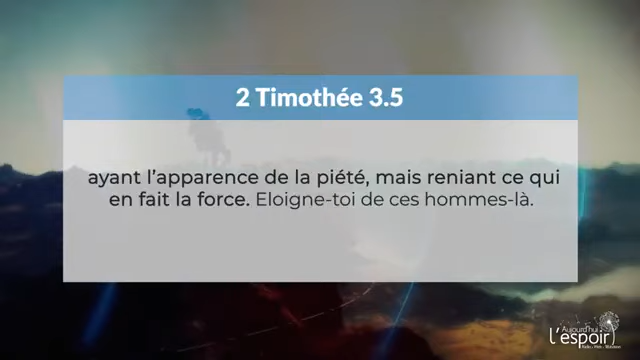 2 Timothée 3.5
ayant l’apparence de la piété, mais reniant ce qui
en fait la force. Eloigne-toi de ces hommes-là.
Aujourd'hui
l’espoir